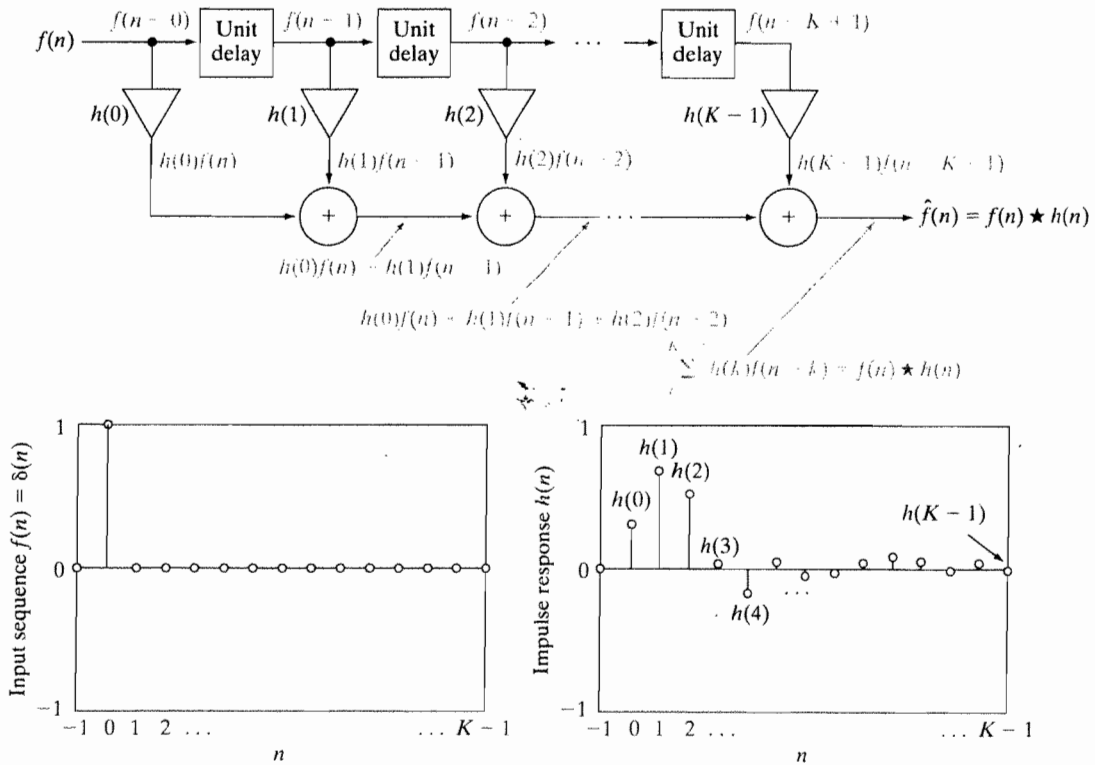 f(n)
f(n - 0)
Unit delay
f(n - 1)
Unit delay
f(n - 2)
...
Unit delay
f(n - K + 1)
h(0)
h(1)
h(2)
h(K - 1)
h(0)f(n)
h(1)f(n - 1)
h(2)f(n - 2)
+
+
...
+
f̂(n) = f(n) ★ h(n)
h(0)f(n) + h(1)f(n - 1)
h(0)f(n) + h(1)f(n - 1) + h(2)f(n - 2)
h(k)f(n - k) = f(n) ★ h(n)
Input sequence f(n) = δ(n)
1
0
-1
-1 0 1 2 ... ... K - 1
n
Impulse response h(n)
1
0
-1
h(0)
h(1)
h(2)
h(3)
h(4)
...
h(K - 1)
-1 0 1 2 ... ... K - 1
n